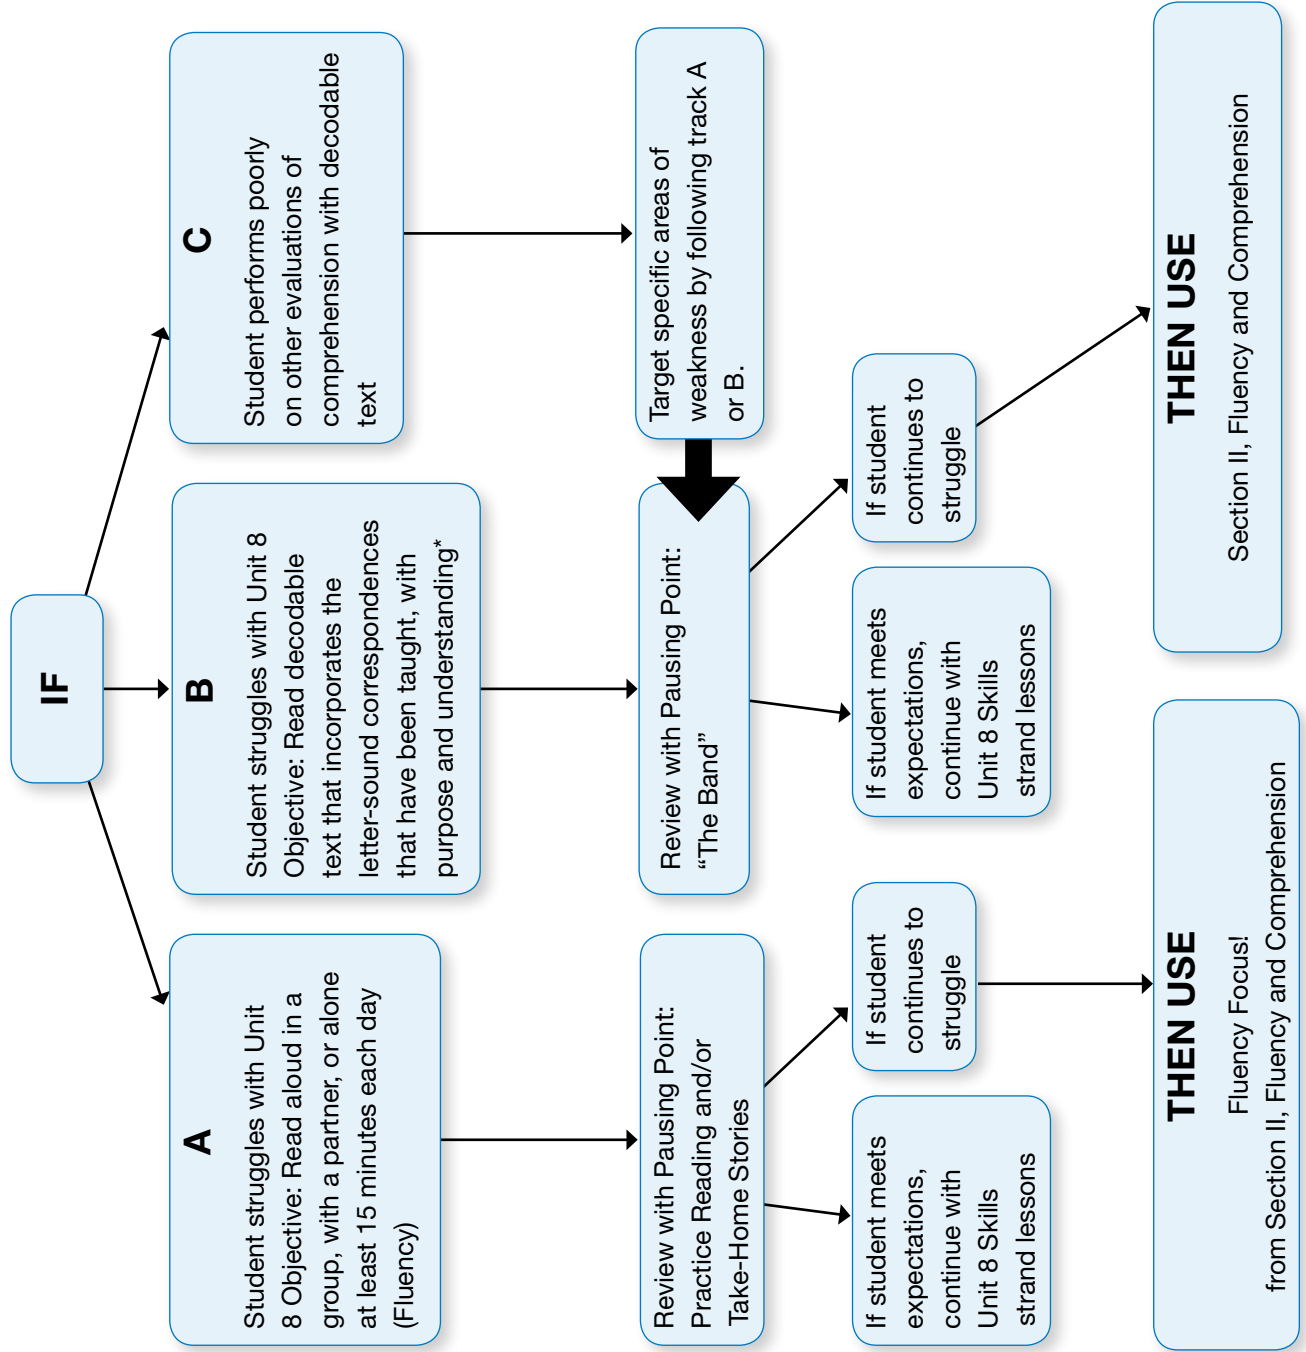 IF
A
Student struggles with Unit
8 Objective: Read aloud in a
group, with a partner, or alone
at least 15 minutes each day
(Fluency)
B
Student struggles with Unit 8
Objective: Read decodable
text that incorporates the
letter-sound correspondences
that have been taught, with
purpose and understanding*
C
Student performs poorly
on other evaluations of
comprehension with decodable
text
Review with Pausing Point:
Practice Reading and/or
Take-Home Stories
Review with Pausing Point:
“The Band”
Target specific areas of
weakness by following track A
or B.
If student meets
expectations,
continue with
Unit 8 Skills
strand lessons
If student
continues to
struggle
If student meets
expectations,
continue with
Unit 8 Skills
strand lessons
If student
continues to
struggle
THEN USE
Fluency Focus!
from Section II, Fluency and Comprehension
THEN USE
Section II, Fluency and Comprehension